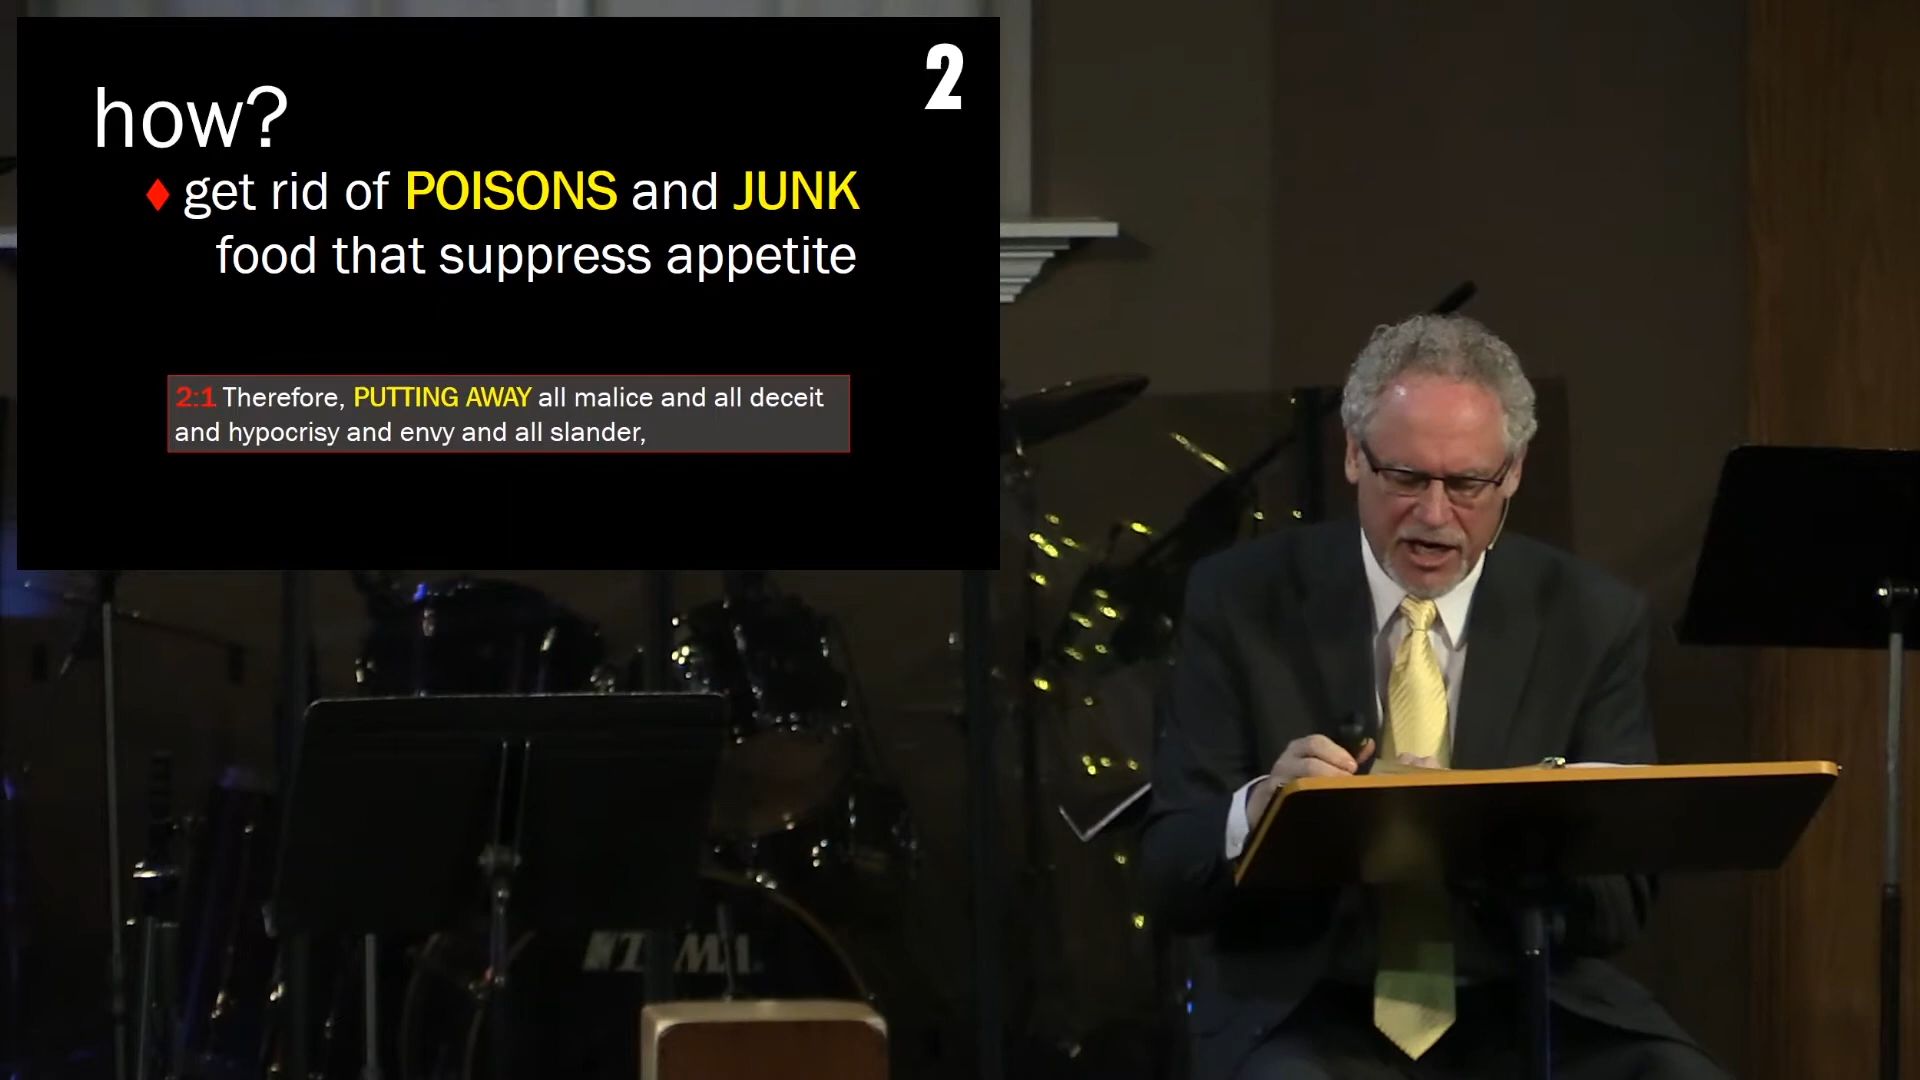 2
how?
get rid of POISONS and JUNK
food that suppress appetite
2:1 Therefore, PUTTING AWAY all malice and all deceit
and hypocrisy and envy and all slander,
TAMA